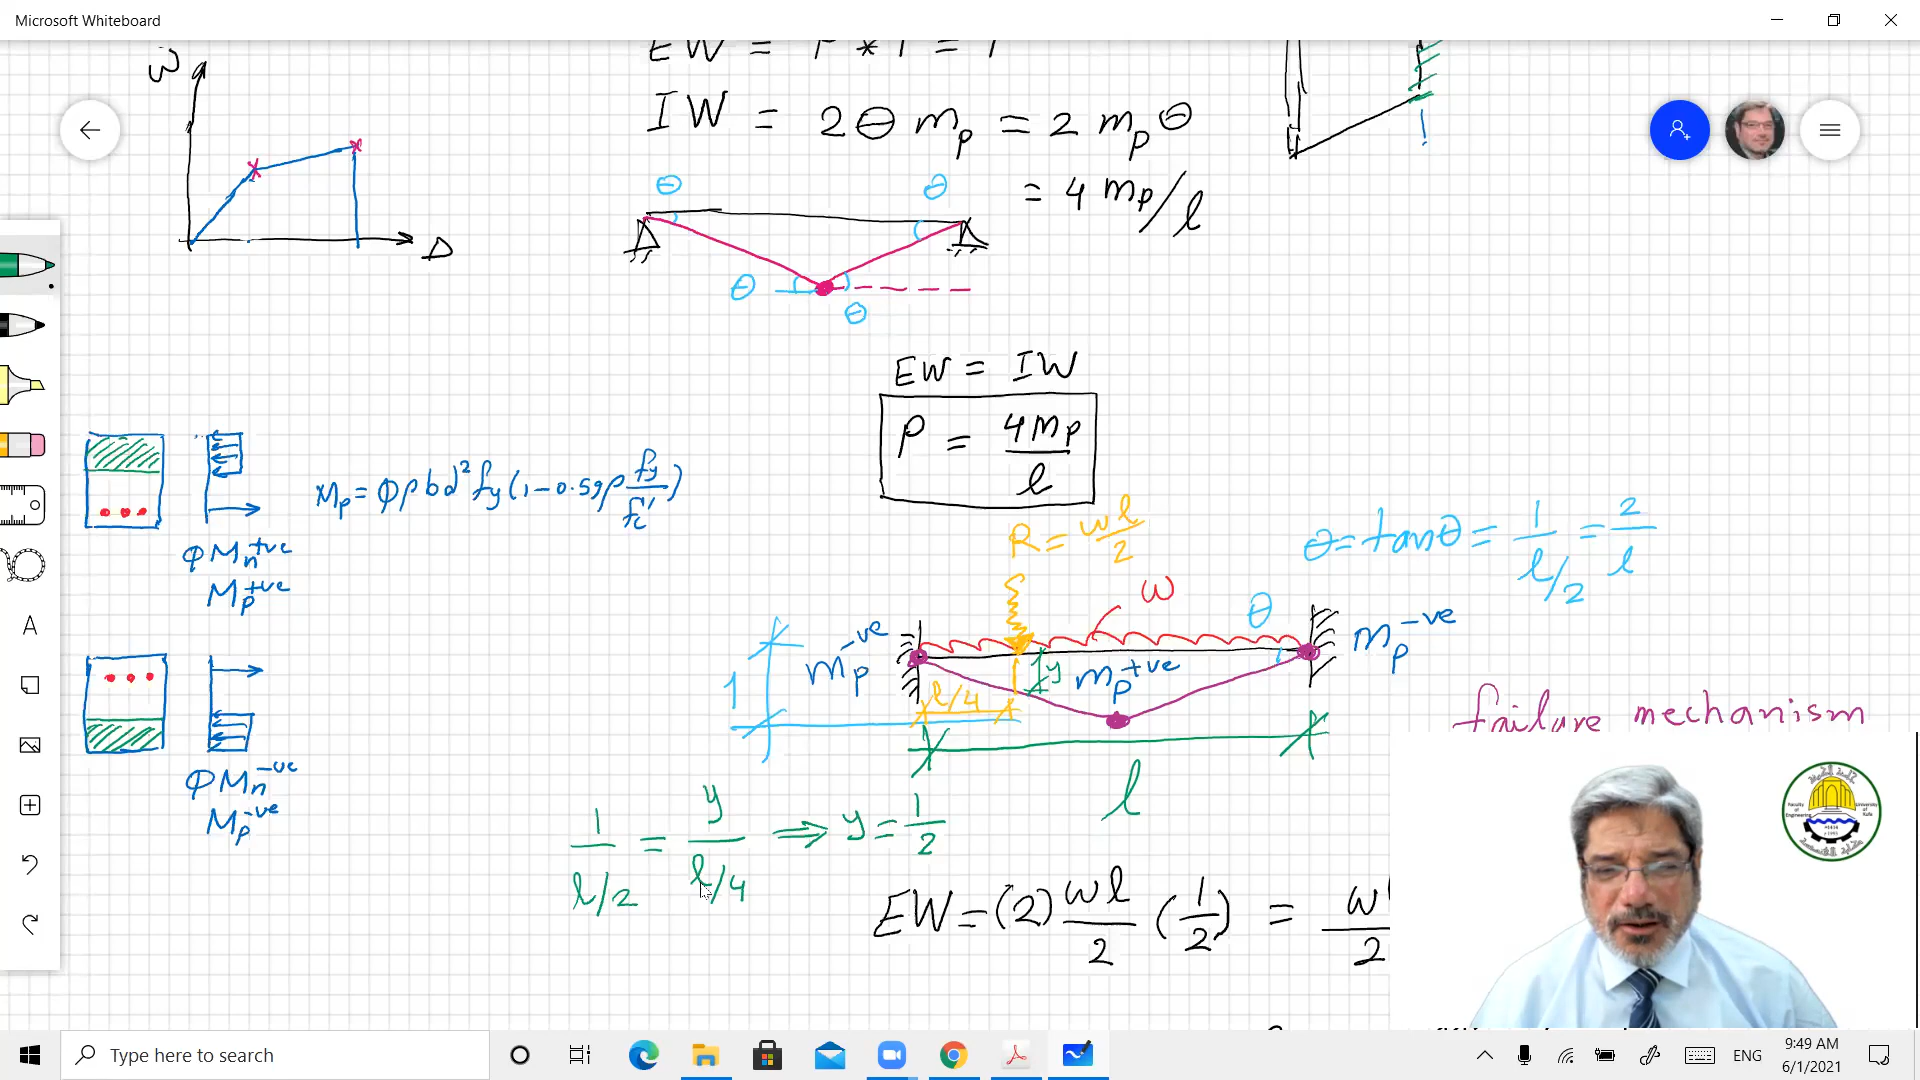 Microsoft Whiteboard
EW = P * 1 = 1
IW = 2θ mp = 2 mp θ
= 4 mp/l
W
Δ
θ
θ
θ
θ
EW = IW
P = 4Mp / l
Mp = φρbd² fy (1-0.59ρ fy/fc')
φMn+ve
Mp+ve
R = wl/2
θ = tanθ = 1/(l/2) = 2/l
w
θ
mp-ve
mp+ve
mp-ve
y
1
l/4
failure mechanism
l
φMn-ve
Mp-ve
1/(l/2) = y/(l/4) ⟹ y = 1/2
EW = (2) wl/2 (1/2) =
2
A
Type here to search
ENG
9:49 AM
6/1/2021